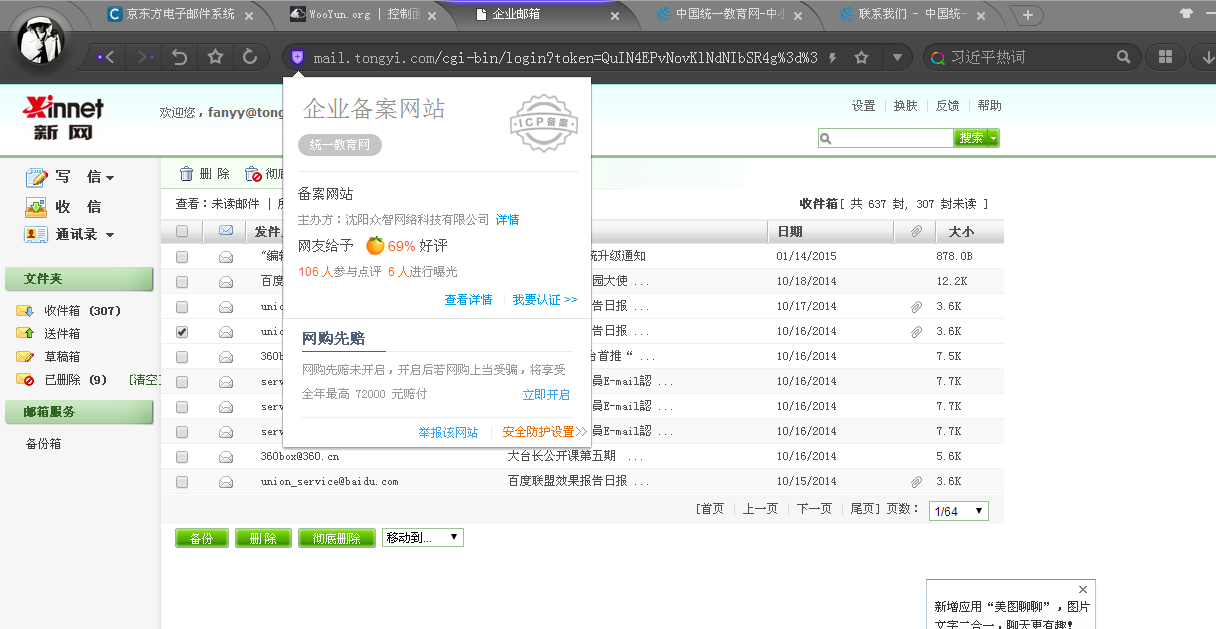 京东方电子邮件系统
WooYun.org | 控制面
企业邮箱
中国统一教育网-中小
联系我们 - 中国统一
mail.tongyi.com/cgi-bin/login?token=QuIN4EPvNovKlNdNIbSR4g%3d%3
习近平热词
Xinnet
新网
欢迎您，fanyy@tong
设置 | 换肤 | 反馈 | 帮助
搜索
企业备案网站
ICP备案
统一教育网
备案网站
主办方：沈阳众智网络科技有限公司 详情
网友给予 69% 好评
106 人参与点评 6 人进行曝光
查看详情 我要认证 >>
网购先赔
网购先赔未开启，开启后若网购上当受骗，将享受
全年最高 72000 元赔付
立即开启
举报该网站 安全防护设置>>
写 信
收 信
通讯录
文件夹
收件箱 (307)
送件箱
草稿箱
已删除 (9) [清空]
邮箱服务
备份箱
删 除 彻底
查看：未读邮件 |
收件箱[ 共 637 封, 307 封未读 ]
发件人 日期 大小
“编辑 统升级通知 01/14/2015 878.0B
百度 园大使 ... 10/18/2014 12.2K
unio 告日报 ... 10/17/2014 3.6K
unio 告日报 ... 10/16/2014 3.6K
360b 台首推“ ... 10/16/2014 7.5K
serv 員E-mail認 ... 10/16/2014 7.7K
serv 員E-mail認 ... 10/16/2014 7.7K
serv 員E-mail認 ... 10/16/2014 7.7K
360box@360.cn 大台长公开课第五期 ... 10/16/2014 5.6K
union_service@baidu.com 百度联盟效果报告日报 ... 10/15/2014 3.6K
[首页 | 上一页 | 下一页 | 尾页] 页数： 1/64
备份 删 除 彻底删除 移动到...
新增应用“美图聊聊”，图片
文字二合一，聊天更有趣！